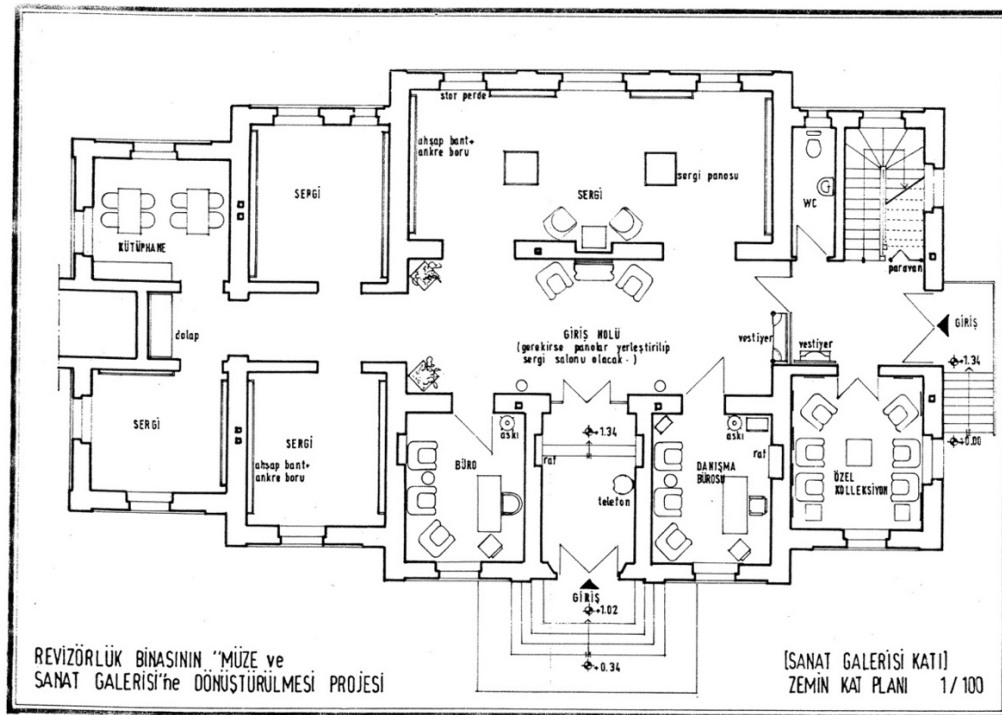 stor perde
ahşap bant+
ankre boru
SERGİ
sergi panosu
SERGİ
WC
KÜTÜPHANE
paravan
dolap
GİRİŞ HOLÜ
(gerekirse panolar yerleştirilip
sergi salonu olacak.)
vestiyer
vestiyer
GİRİŞ
+1.34
±0.00
SERGİ
SERGİ
ahşap bant+
ankre boru
BÜRO
askı
raf
+1.34
telefon
askı
raf
DANIŞMA
BÜROSU
ÖZEL
KOLLEKSİYON
GİRİŞ
+1.02
+0.34
REVİZÖRLÜK BİNASININ "MÜZE ve
SANAT GALERİSİ'ne DÖNÜŞTÜRÜLMESİ PROJESİ
[SANAT GALERİSİ KATI]
ZEMİN KAT PLANI 1/100